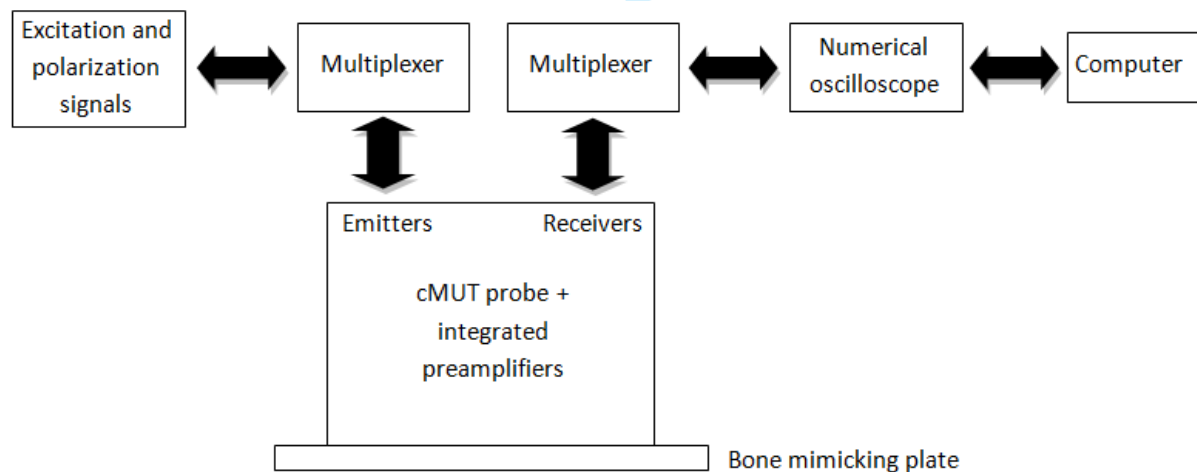 Excitation and
polarization
signals
Multiplexer
Multiplexer
Numerical
oscilloscope
Computer
Emitters
Receivers
cMUT probe +
integrated
preamplifiers
Bone mimicking plate